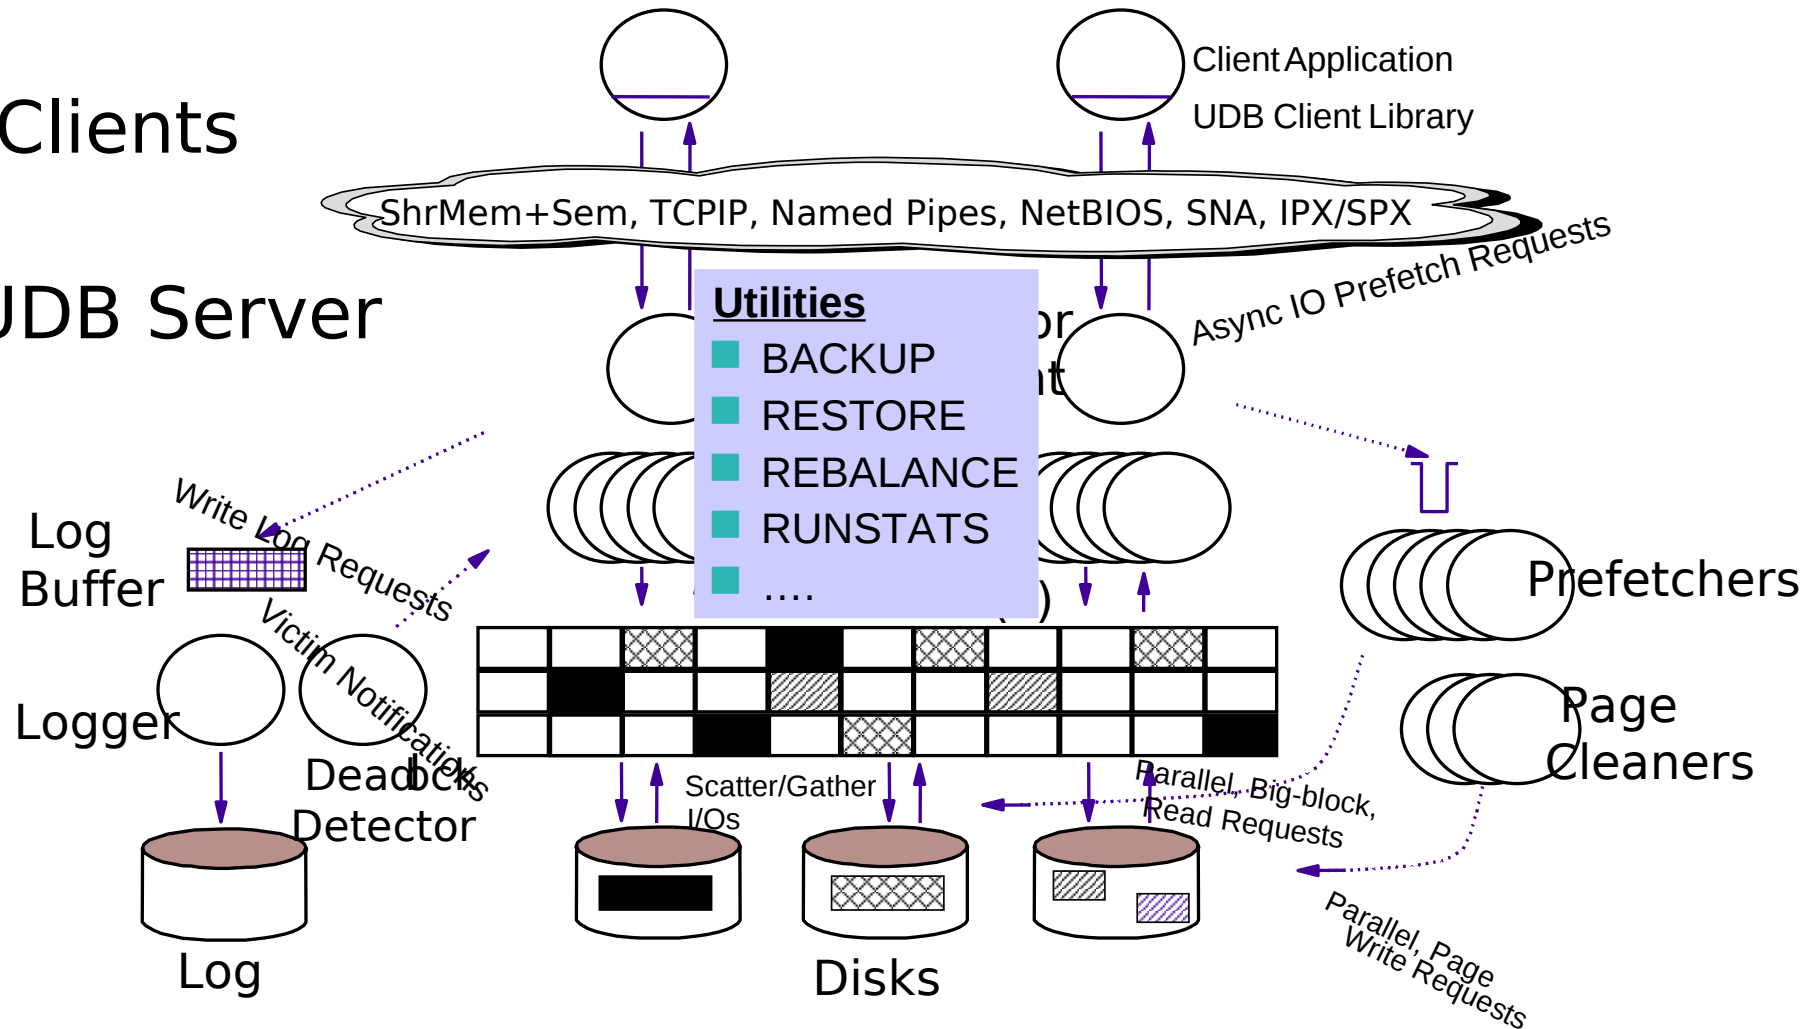 Client Application
UDB Client Library
Clients
ShrMem+Sem, TCPIP, Named Pipes, NetBIOS, SNA, IPX/SPX
Async IO Prefetch Requests
UDB Server
Utilities
BACKUP
RESTORE
REBALANCE
RUNSTATS
....
or
nt
)
Write Log Requests
Log
Buffer
Victim Notifications
Prefetchers
Logger
Page
Cleaners
Deadlock
Detector
Scatter/Gather
I/Os
Parallel, Big-block,
Read Requests
Parallel, Page
Write Requests
Log
Disks